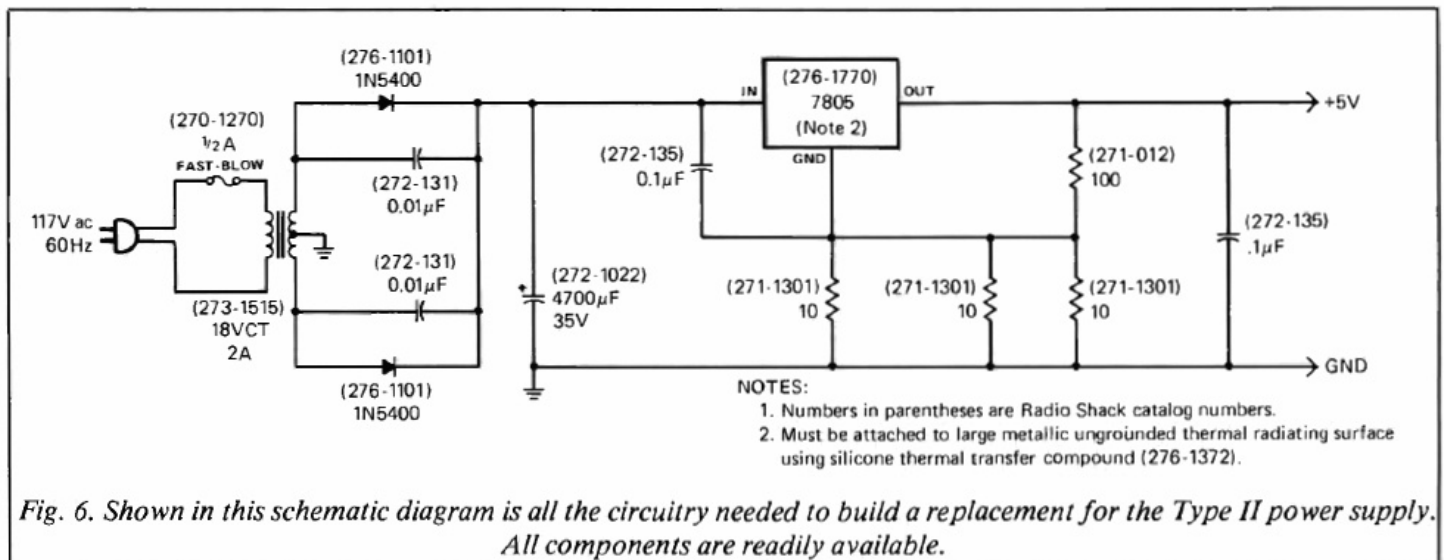 (276-1101)
1N5400
(270-1270)
1/2 A
FAST-BLOW
(272-131)
0.01µF
117V ac
60Hz
(272-131)
0.01µF
(273-1515)
18VCT
2A
(276-1101)
1N5400
(272-1022)
+
4700µF
35V
IN
(276-1770)
7805
(Note 2)
GND
OUT
+5V
(272-135)
0.1µF
(271-012)
100
(272-135)
.1µF
(271-1301)
10
(271-1301)
10
(271-1301)
10
GND
NOTES:
1. Numbers in parentheses are Radio Shack catalog numbers.
2. Must be attached to large metallic ungrounded thermal radiating surface
using silicone thermal transfer compound (276-1372).
Fig. 6. Shown in this schematic diagram is all the circuitry needed to build a replacement for the Type II power supply.
All components are readily available.